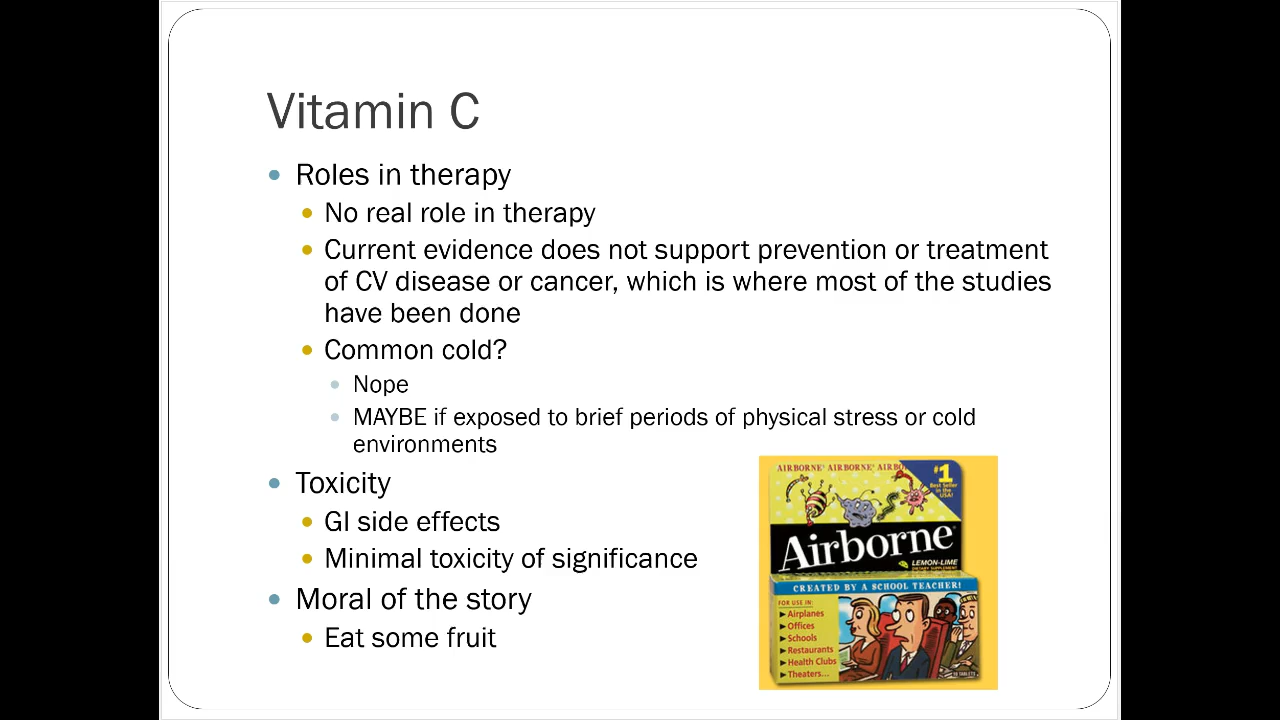 Vitamin C
Roles in therapy
No real role in therapy
Current evidence does not support prevention or treatment
of CV disease or cancer, which is where most of the studies
have been done
Common cold?
Nope
MAYBE if exposed to brief periods of physical stress or cold
environments
Toxicity
GI side effects
Minimal toxicity of significance
Moral of the story
Eat some fruit
AIRBORNE AIRBORNE AIRBO
#1
Best Seller
in the
USA!
Airborne
LEMON-LIME
DIETARY SUPPLEMENT
CREATED BY A SCHOOL TEACHER!
FOR USE IN:
Airplanes
Offices
Schools
Restaurants
Health Clubs
Theaters...
TABLETS